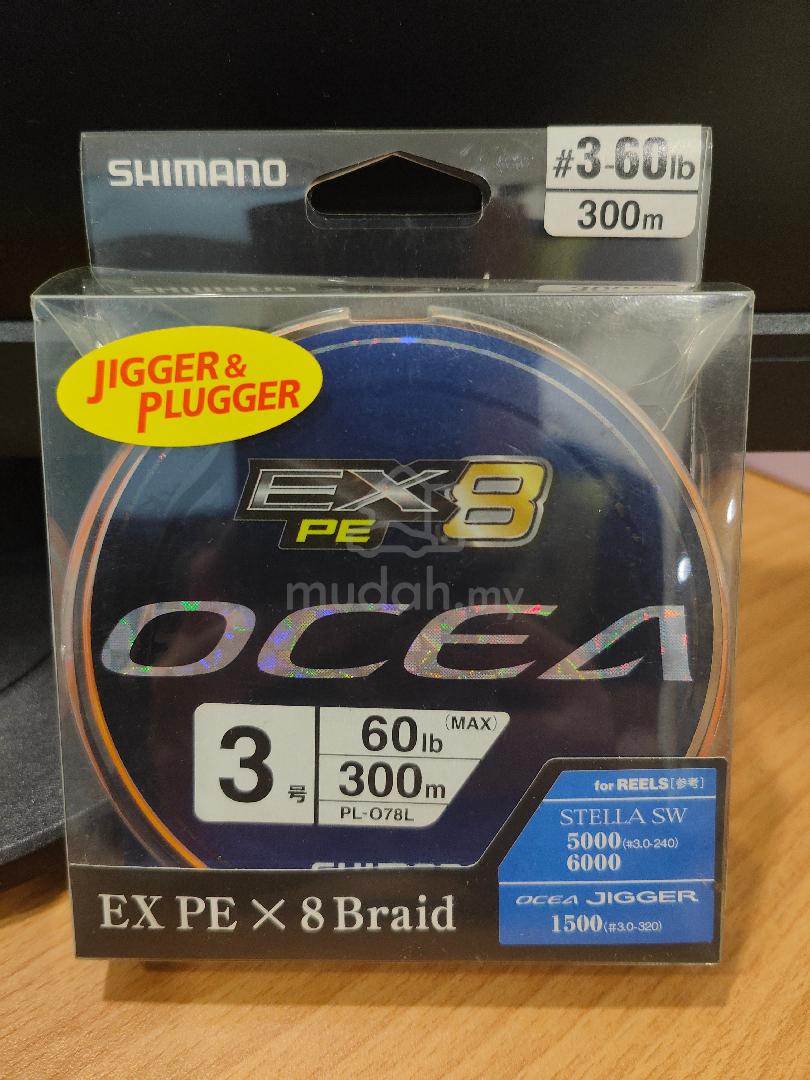 SHIMANO
#3-60lb
300m
JIGGER &
PLUGGER
EX8
PE
mudah.my
OCEA
3号
60lb (MAX)
300m
PL-O78L
for REELS[参考]
STELLA SW
5000(#3.0-240)
6000
OCEA JIGGER
1500(#3.0-320)
EX PE × 8 Braid